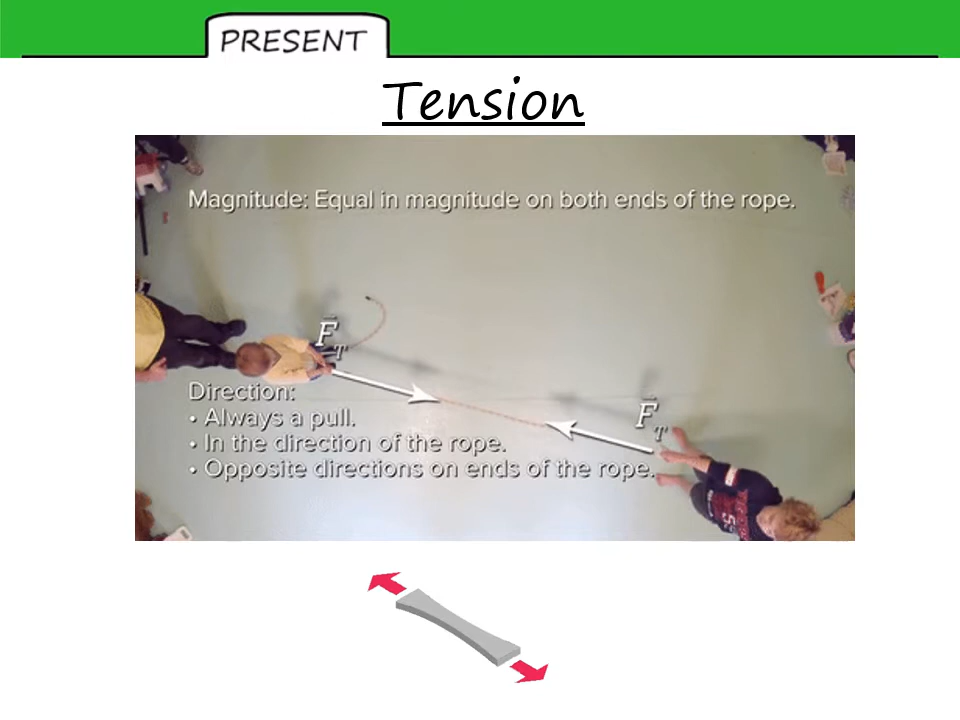 PRESENT
Tension
Magnitude: Equal in magnitude on both ends of the rope.
F⃗T
Direction:
• Always a pull.
F⃗T
• In the direction of the rope.
• Opposite directions on ends of the rope.